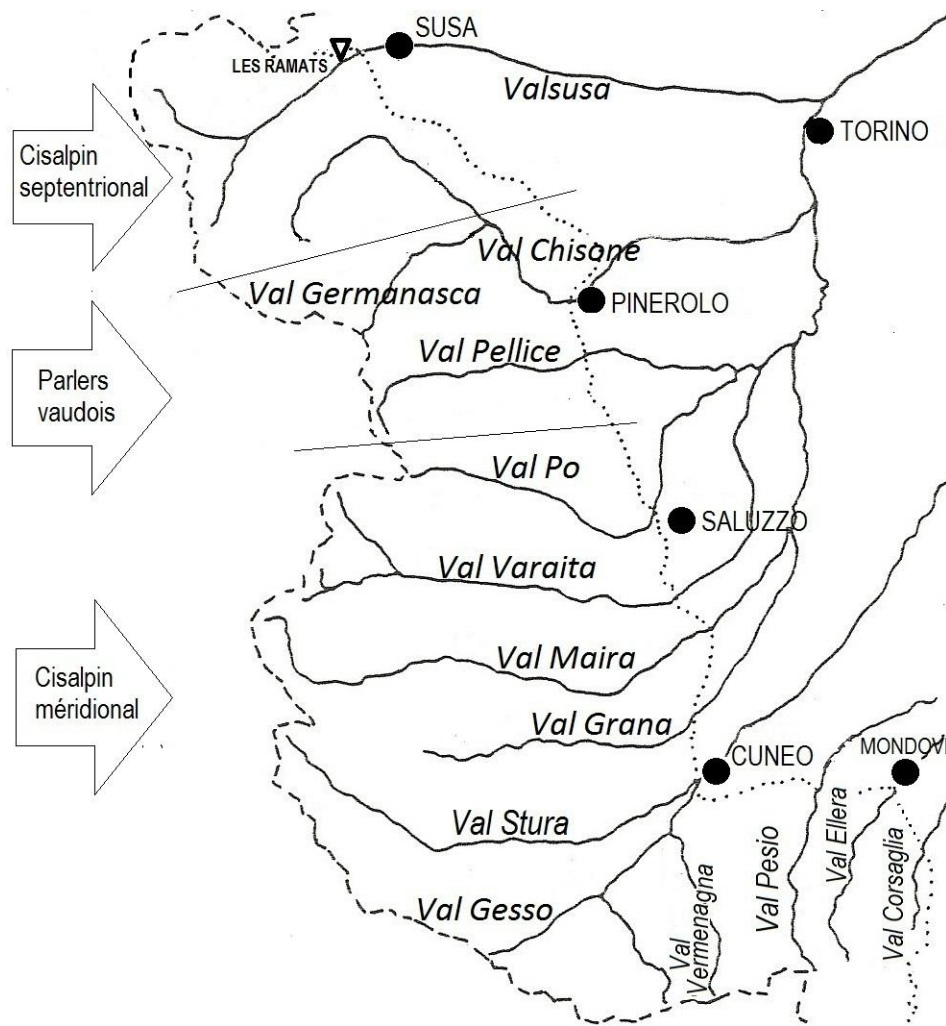 SUSA
LES RAMATS
Valsusa
TORINO
Cisalpin
septentrional
Val Chisone
Val Germanasca
PINEROLO
Val Pellice
Parlers
vaudois
Val Po
SALUZZO
Val Varaita
Val Maira
Cisalpin
méridional
Val Grana
CUNEO
MONDOVI
Val Stura
Val Ellera
Val Pesio
Val Corsaglia
Val Gesso
Val
Vermenagna